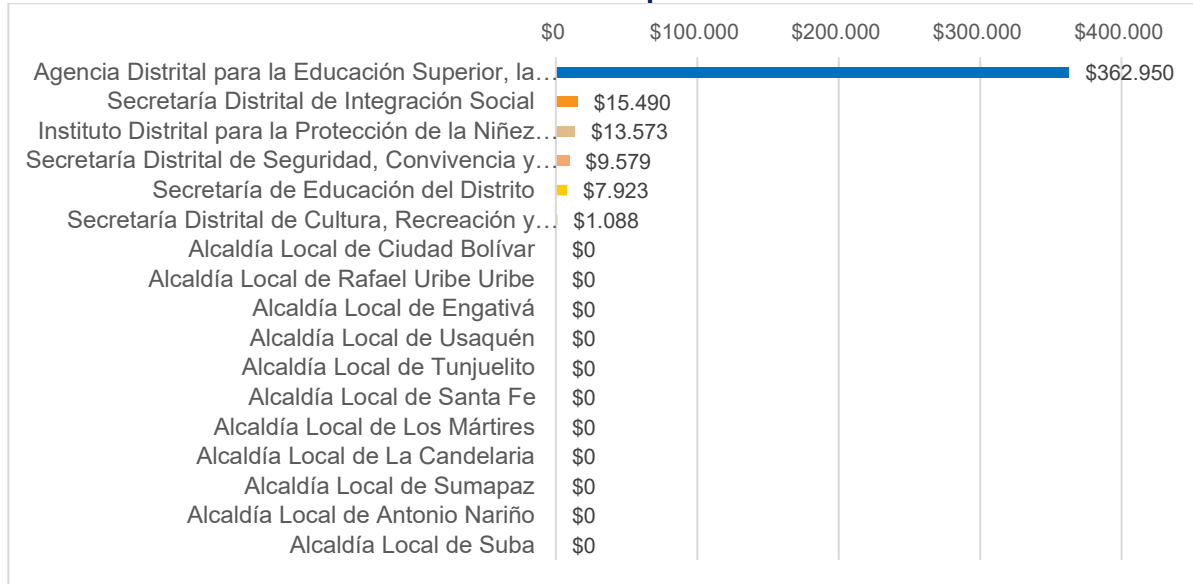 $0 $100.000 $200.000 $300.000 $400.000
Agencia Distrital para la Educación Superior, la… $362.950
Secretaría Distrital de Integración Social $15.490
Instituto Distrital para la Protección de la Niñez… $13.573
Secretaría Distrital de Seguridad, Convivencia y… $9.579
Secretaría de Educación del Distrito $7.923
Secretaría Distrital de Cultura, Recreación y… $1.088
Alcaldía Local de Ciudad Bolívar $0
Alcaldía Local de Rafael Uribe Uribe $0
Alcaldía Local de Engativá $0
Alcaldía Local de Usaquén $0
Alcaldía Local de Tunjuelito $0
Alcaldía Local de Santa Fe $0
Alcaldía Local de Los Mártires $0
Alcaldía Local de La Candelaria $0
Alcaldía Local de Sumapaz $0
Alcaldía Local de Antonio Nariño $0
Alcaldía Local de Suba $0